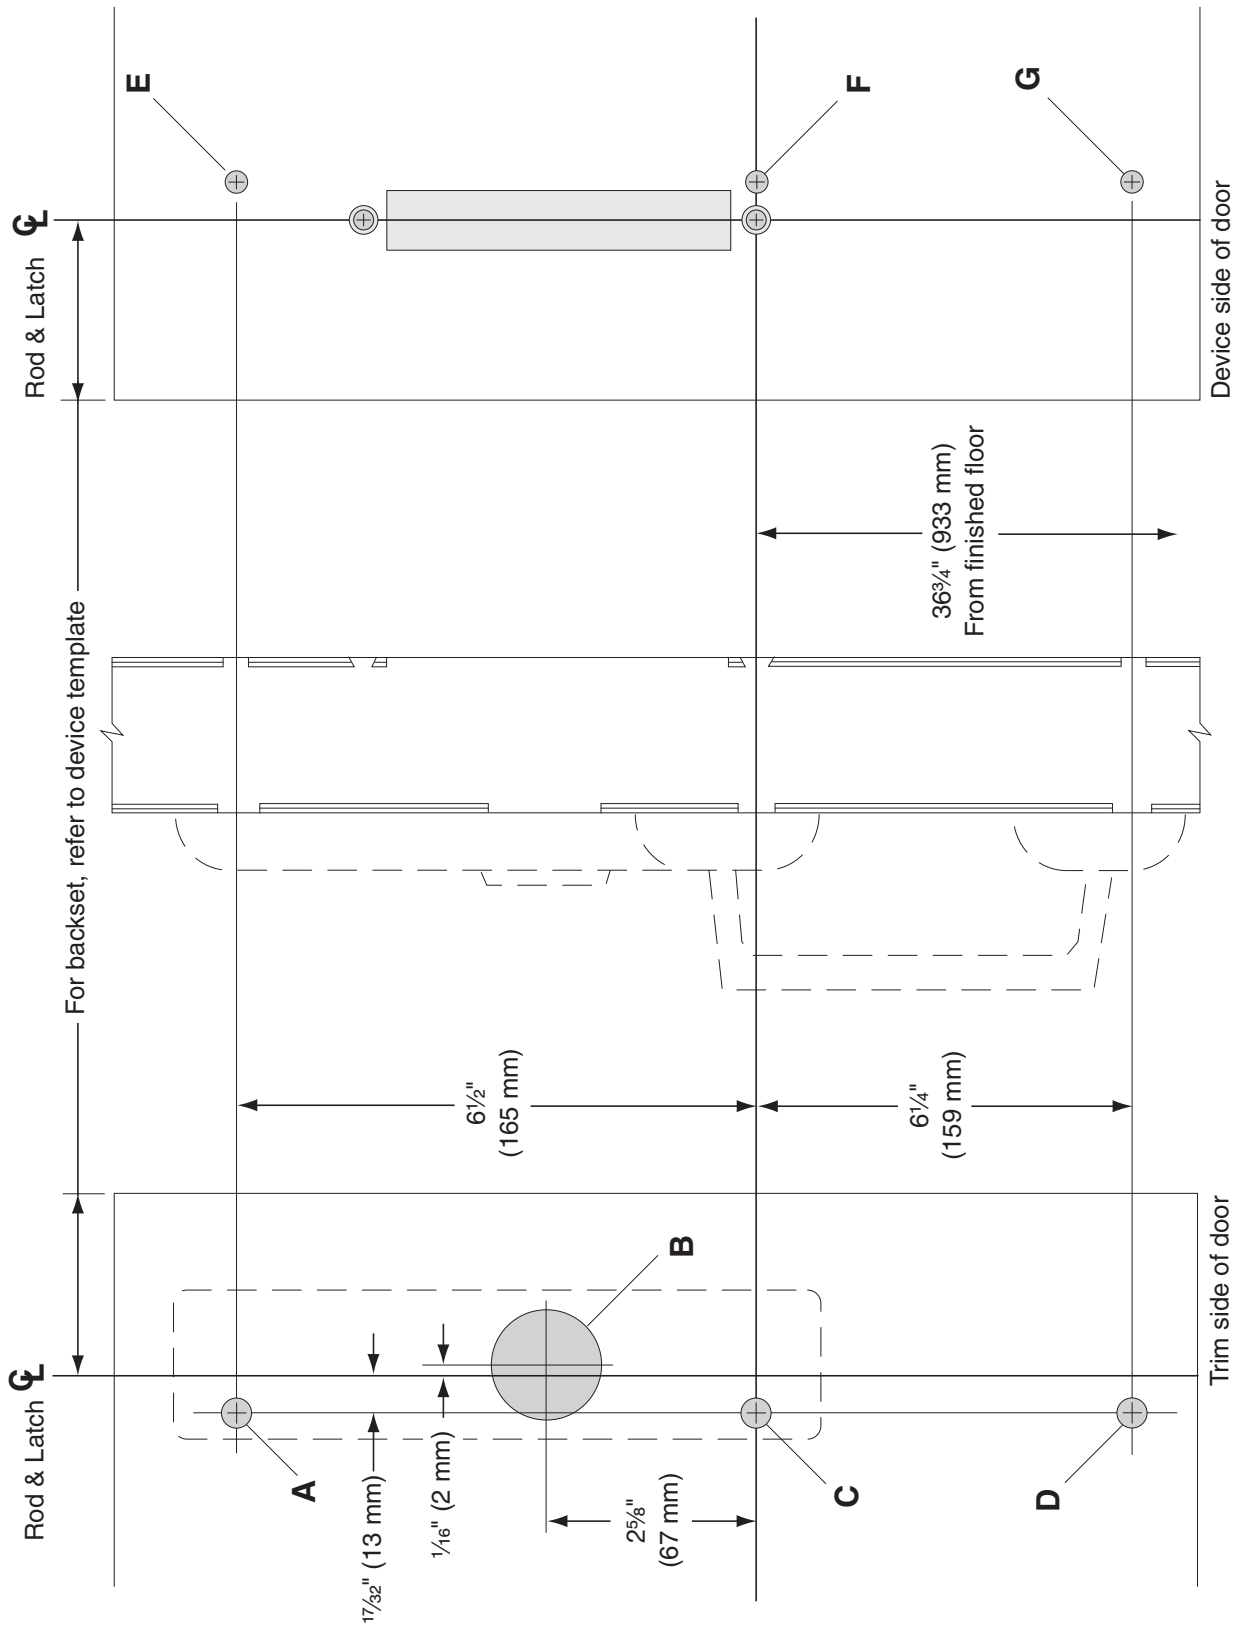 Rod & Latch ℄
For backset, refer to device template
Rod & Latch ℄
E
F
G
Device side of door
36¾" (933 mm)
From finished floor
6½"
(165 mm)
6¼"
(159 mm)
A
B
C
D
17/32" (13 mm)
1/16" (2 mm)
2⅝"
(67 mm)
Trim side of door